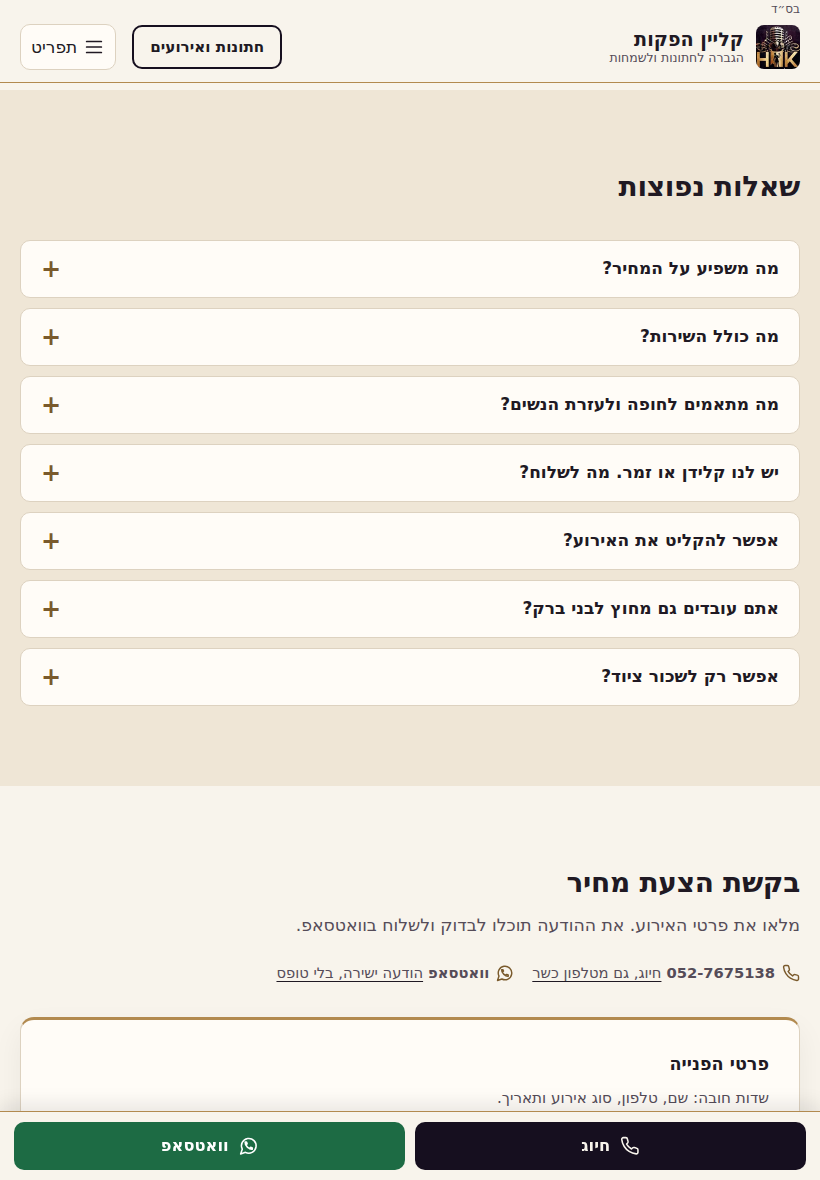 בס״ד
קליין הפקות
הגברה לחתונות ולשמחות
חתונות ואירועים
תפריט
שאלות נפוצות
מה משפיע על המחיר?
מה כולל השירות?
מה מתאמים לחופה ולעזרת הנשים?
יש לנו קלידן או זמר. מה לשלוח?
אפשר להקליט את האירוע?
אתם עובדים גם מחוץ לבני ברק?
אפשר רק לשכור ציוד?
בקשת הצעת מחיר
מלאו את פרטי האירוע. את ההודעה תוכלו לבדוק ולשלוח בוואטסאפ.
052-7675138 חיוג, גם מטלפון כשר וואטסאפ הודעה ישירה, בלי טופס
פרטי הפנייה
שדות חובה: שם, טלפון, סוג אירוע ותאריך.
חיוג
וואטסאפ